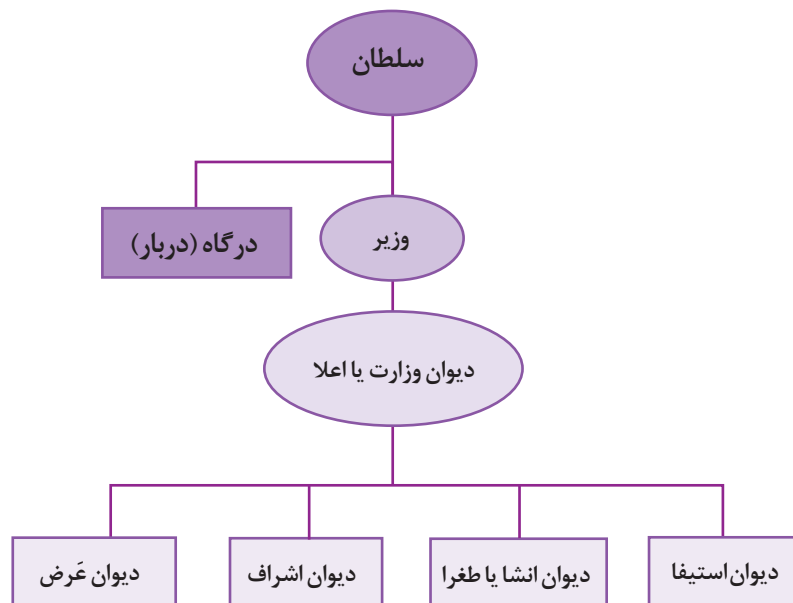 سلطان
وزیر
درگاه (دربار)
دیوان وزارت یا اعلا
دیوان استیفا
دیوان انشا یا طغرا
دیوان اشراف
دیوان عَرض